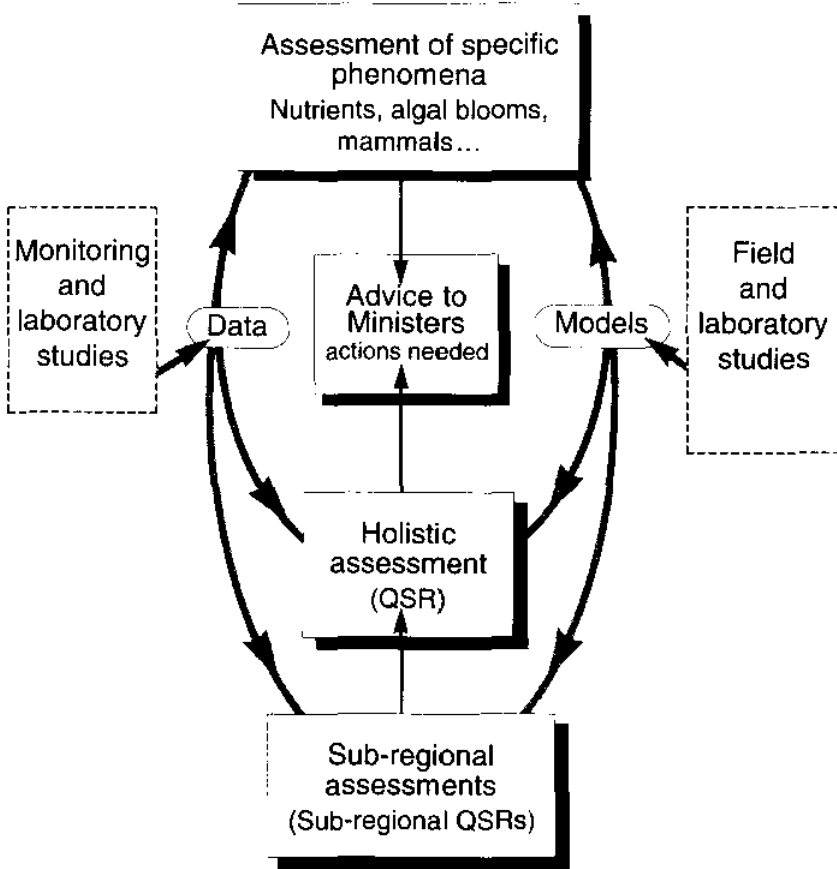 Assessment of specific
phenomena
Nutrients, algal blooms,
mammals...
Monitoring
and
laboratory
studies
Data
Advice to
Ministers
actions needed
Models
Field
and
laboratory
studies
Holistic
assessment
(QSR)
Sub-regional
assessments
(Sub-regional QSRs)